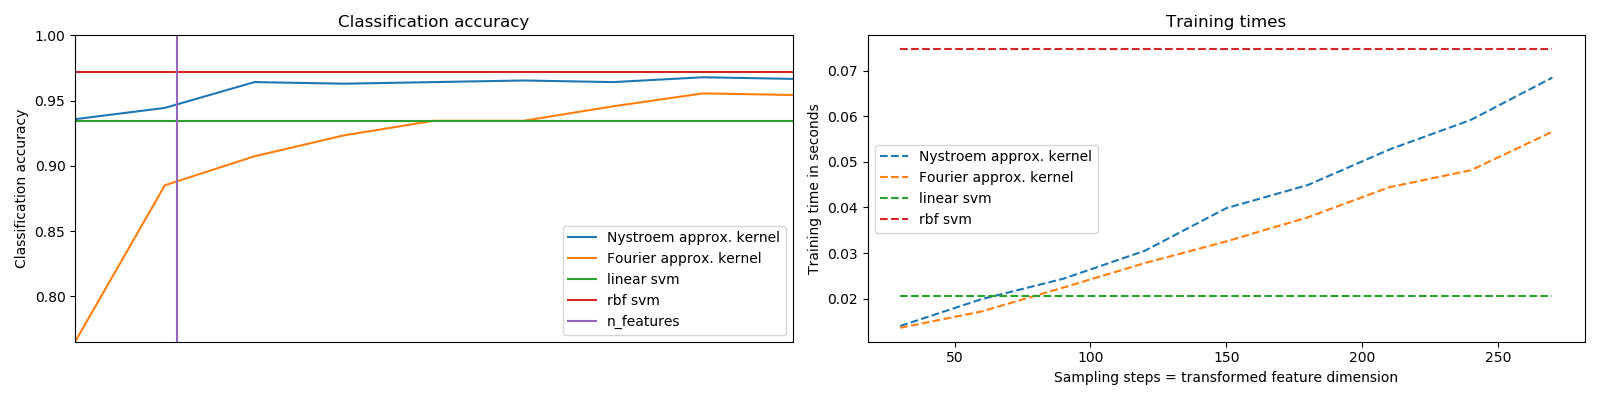 Classification accuracy
1.00
0.95
0.90
0.85
0.80
Classification accuracy
Nystroem approx. kernel
Fourier approx. kernel
linear svm
rbf svm
n_features
Training times
0.07
0.06
0.05
0.04
0.03
0.02
Training time in seconds
Nystroem approx. kernel
Fourier approx. kernel
linear svm
rbf svm
50 100 150 200 250
Sampling steps = transformed feature dimension